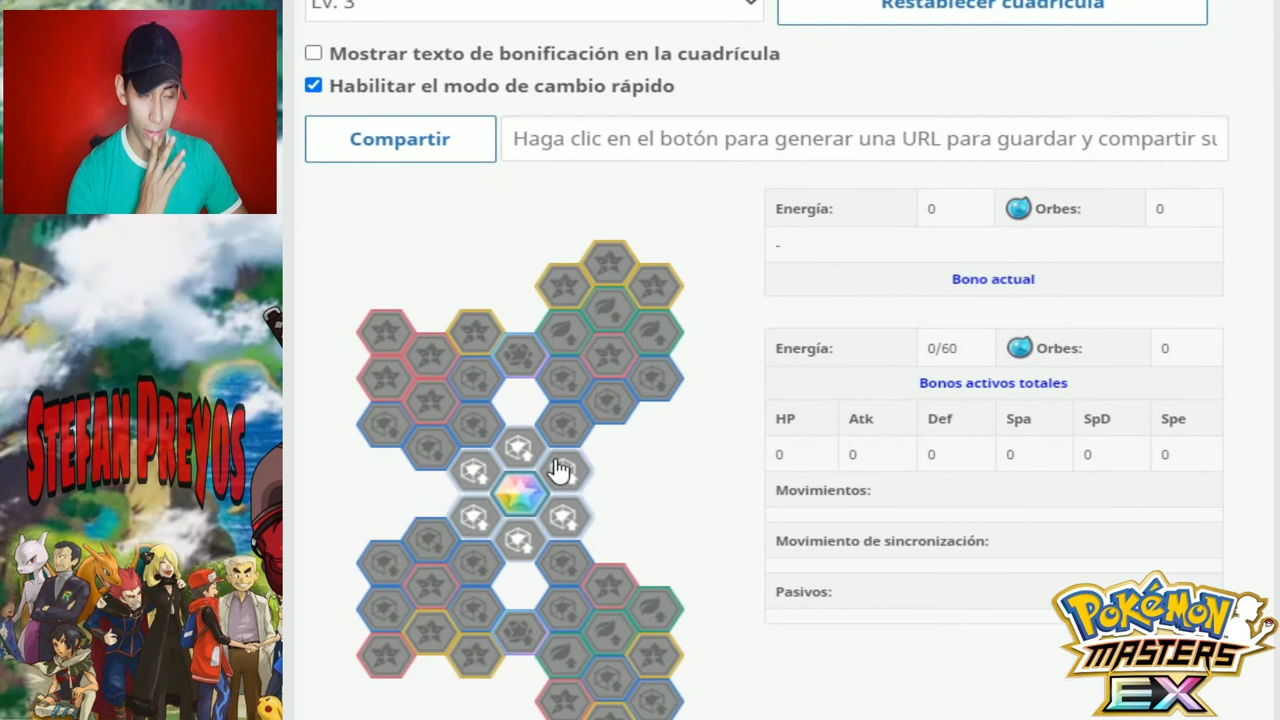 Lv. 3
Restablecer cuadrícula
Mostrar texto de bonificación en la cuadrícula
Habilitar el modo de cambio rápido
Compartir
Haga clic en el botón para generar una URL para guardar y compartir su
Energía: 0 Orbes: 0
-
Bono actual
Energía: 0/60 Orbes: 0
Bonos activos totales
HP Atk Def Spa SpD Spe
0 0 0 0 0 0
Movimientos:
Movimiento de sincronización:
Pasivos:
STEFAN PREYOS
POKéMON
MASTERS
EX